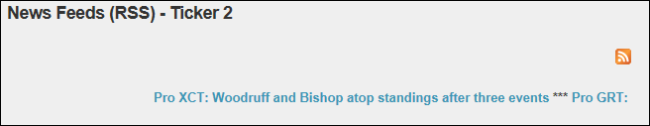 News Feeds (RSS) - Ticker 2
Pro XCT: Woodruff and Bishop atop standings after three events *** Pro GRT: